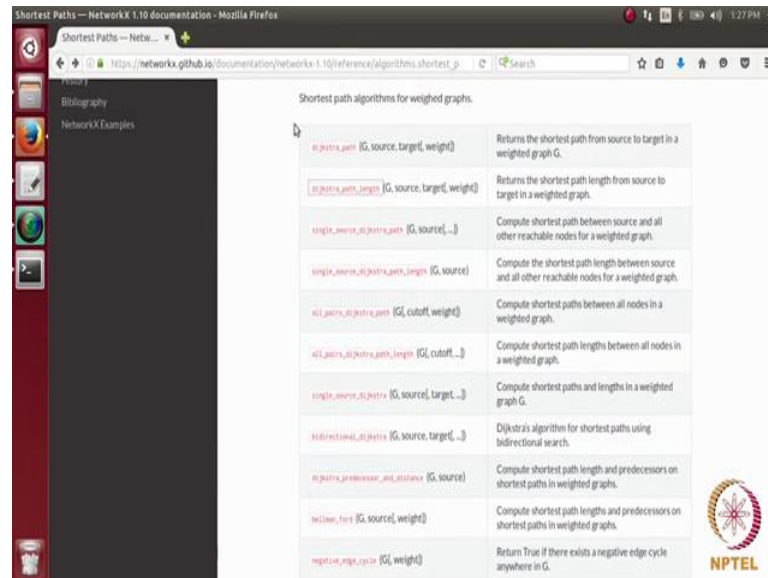 Shortest Paths — NetworkX 1.10 documentation - Mozilla Firefox
En
1:27 PM
Shortest Paths — Netw...
https://networkx.github.io/documentation/networkx-1.10/reference/algorithms.shortest_p
Search
History
Bibliography
NetworkX Examples
Shortest path algorithms for weighed graphs.
dijkstra_path (G, source, target[, weight])
Returns the shortest path from source to target in a
weighted graph G.
dijkstra_path_length (G, source, target[, weight])
Returns the shortest path length from source to
target in a weighted graph.
single_source_dijkstra_path (G, source[, ...])
Compute shortest path between source and all
other reachable nodes for a weighted graph.
single_source_dijkstra_path_length (G, source)
Compute the shortest path length between source
and all other reachable nodes for a weighted graph.
all_pairs_dijkstra_path (G[, cutoff, weight])
Compute shortest paths between all nodes in a
weighted graph.
all_pairs_dijkstra_path_length (G[, cutoff, ...])
Compute shortest path lengths between all nodes in
a weighted graph.
single_source_dijkstra (G, source[, target, ...])
Compute shortest paths and lengths in a weighted
graph G.
bidirectional_dijkstra (G, source, target[, ...])
Dijkstra's algorithm for shortest paths using
bidirectional search.
dijkstra_predecessor_and_distance (G, source)
Compute shortest path length and predecessors on
shortest paths in weighted graphs.
bellman_ford (G, source[, weight])
Compute shortest path lengths and predecessors on
shortest paths in weighted graphs.
negative_edge_cycle (G[, weight])
Return True if there exists a negative edge cycle
anywhere in G.
NPTEL